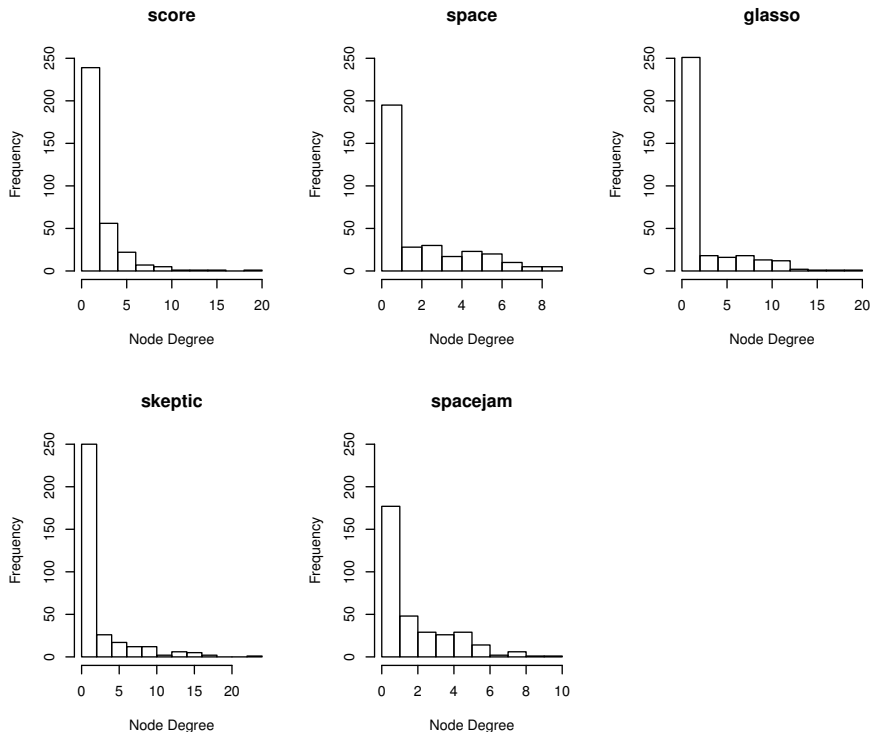 score
space
glasso
Frequency
0 50 100 150 200 250
0 5 10 15 20
Node Degree
Frequency
0 50 100 150 200 250
0 2 4 6 8
Node Degree
Frequency
0 50 100 150 200 250
0 5 10 15 20
Node Degree
skeptic
spacejam
Frequency
0 50 100 150 200 250
0 5 10 15 20
Node Degree
Frequency
0 50 100 150 200 250
0 2 4 6 8 10
Node Degree